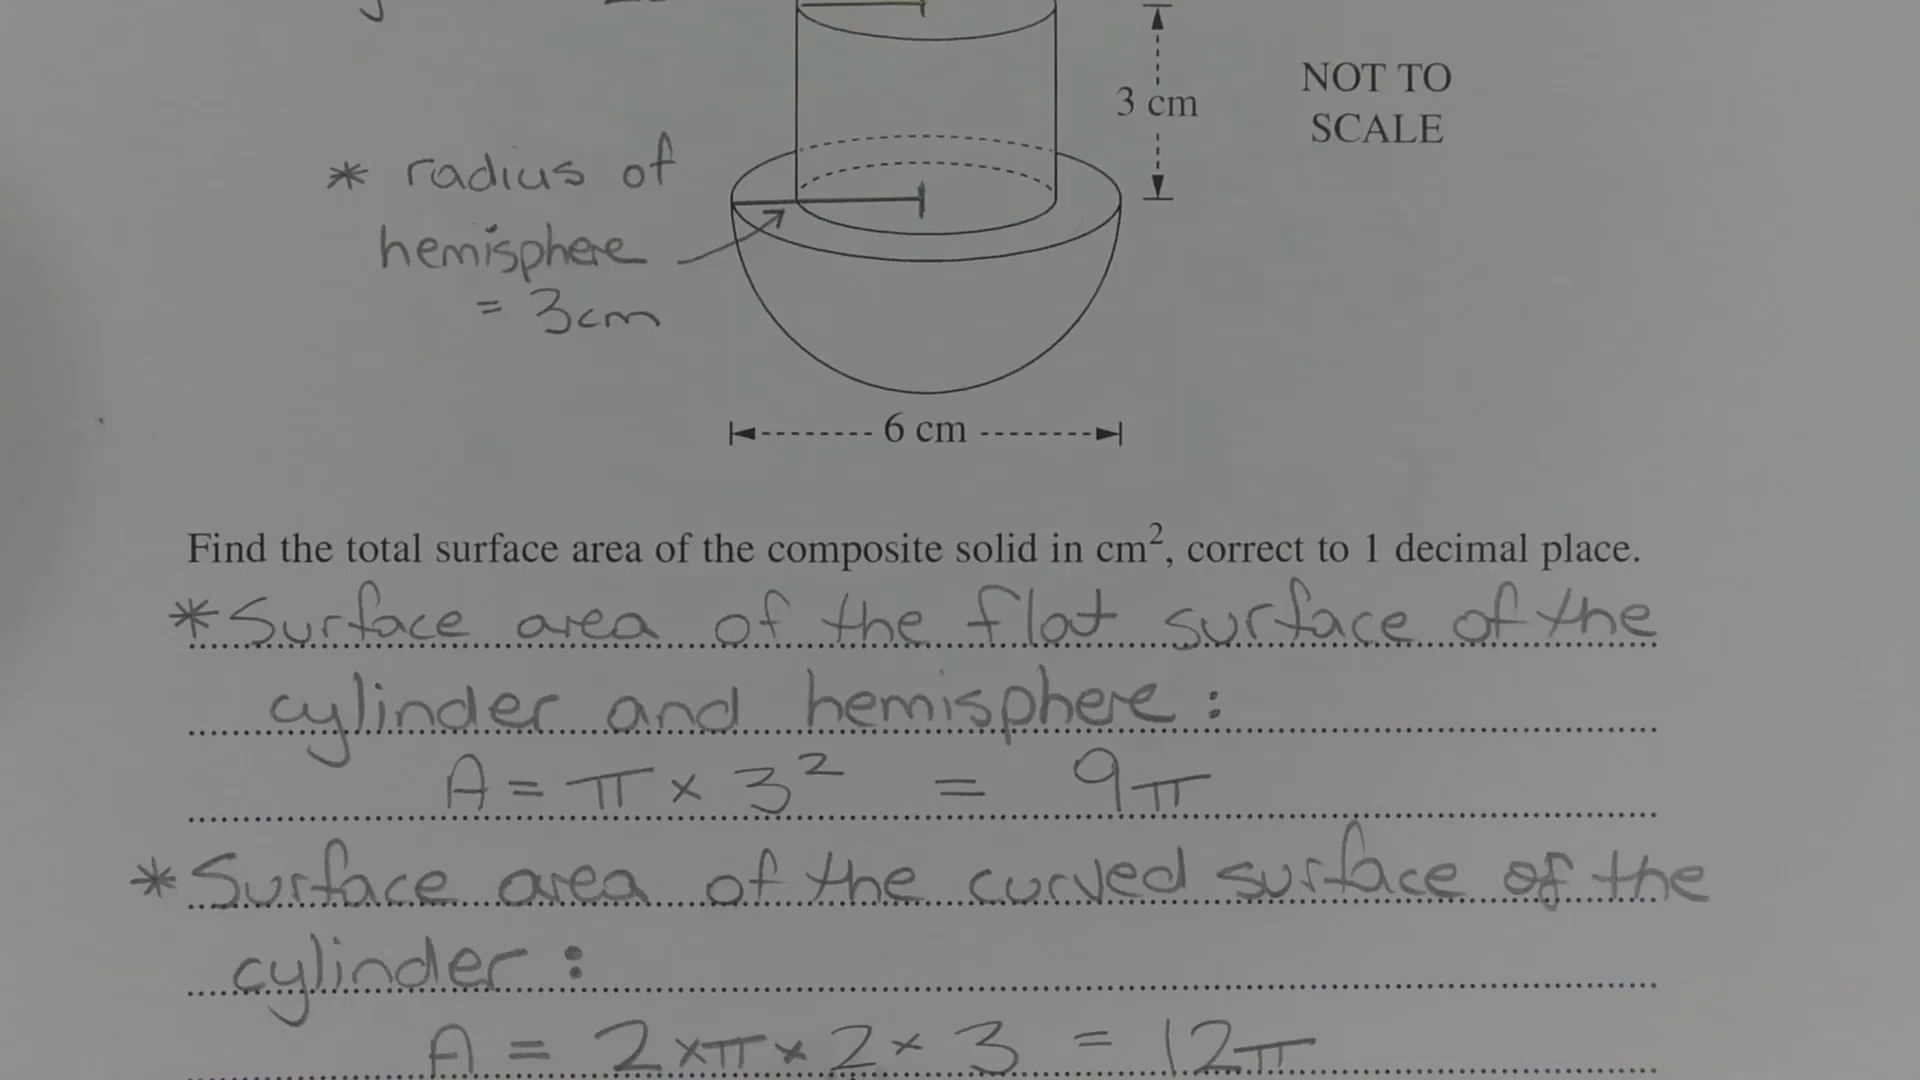 NOT TO
SCALE
3 cm
* radius of
hemisphere
= 3cm
6 cm
Find the total surface area of the composite solid in cm², correct to 1 decimal place.
* Surface area of the flat surface of the
cylinder and hemisphere :
A = π × 3² = 9π
* Surface area of the curved surface of the
cylinder :
A = 2 × π × 2 × 3 = 12π